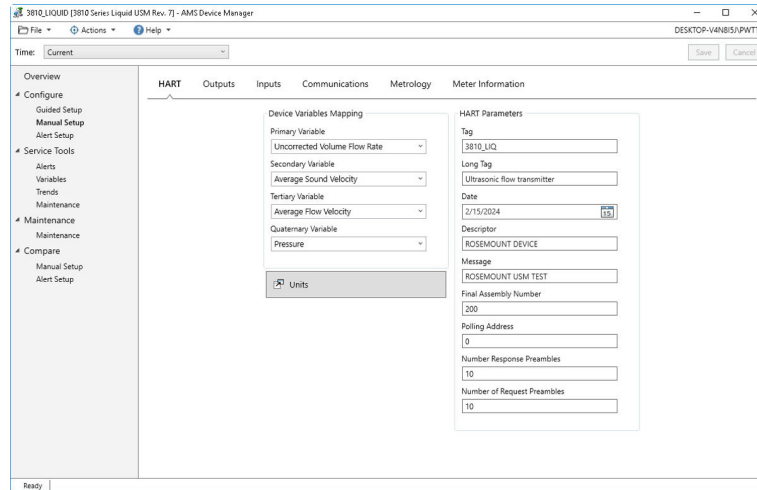 3810_LIQUID [3810 Series Liquid USM Rev. 7] - AMS Device Manager
File Actions Help
DESKTOP-V4N8I5J\PWT
Time: Current
Save Cancel
Overview
Configure
Guided Setup
Manual Setup
Alert Setup
Service Tools
Alerts
Variables
Trends
Maintenance
Maintenance
Maintenance
Compare
Manual Setup
Alert Setup
HART Outputs Inputs Communications Metrology Meter Information
Device Variables Mapping
Primary Variable
Uncorrected Volume Flow Rate
Secondary Variable
Average Sound Velocity
Tertiary Variable
Average Flow Velocity
Quaternary Variable
Pressure
Units
HART Parameters
Tag
3810_LIQ
Long Tag
Ultrasonic flow transmitter
Date
2/15/2024
15
Descriptor
ROSEMOUNT DEVICE
Message
ROSEMOUNT USM TEST
Final Assembly Number
200
Polling Address
0
Number Response Preambles
10
Number of Request Preambles
10
Ready